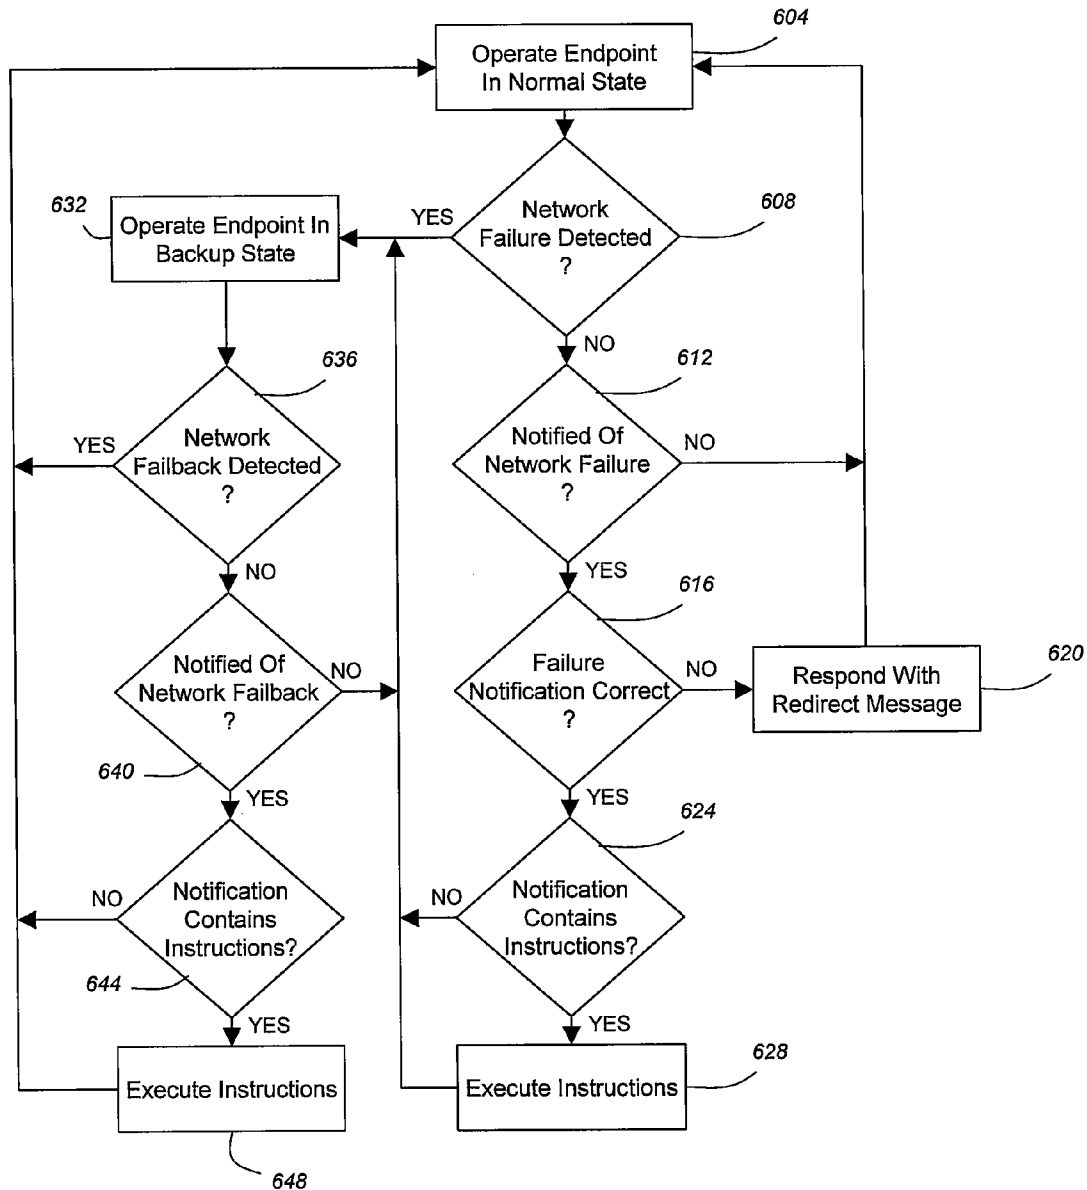 604
Operate Endpoint
In Normal State
632
Operate Endpoint In
Backup State
YES
Network
Failure Detected
?
608
NO
636
612
YES
Network
Failback Detected
?
Notified Of
Network Failure
?
NO
NO
YES
616
Notified Of
Network Failback
?
NO
Failure
Notification Correct
?
NO
Respond With
Redirect Message
620
640
YES
YES
624
NO
Notification
Contains
Instructions?
NO
Notification
Contains
Instructions?
644
YES
YES
Execute Instructions
Execute Instructions
628
648